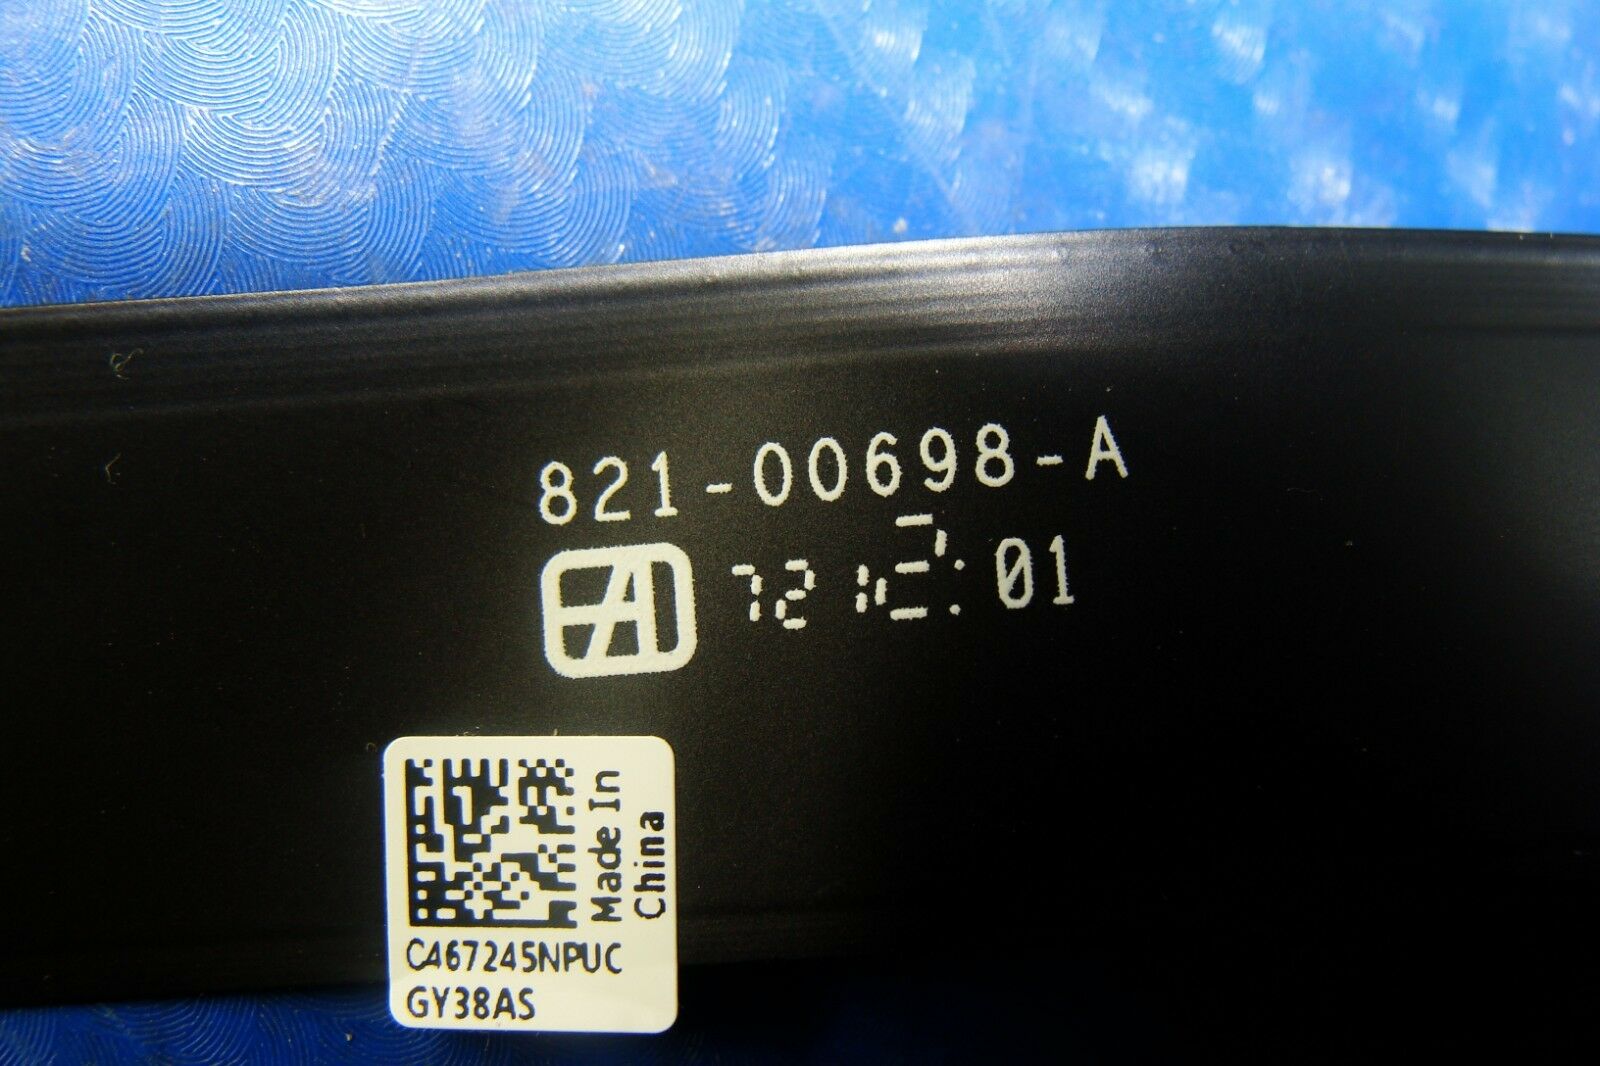 821-00698-A
01
Made In
China
C467245NPUC
GY38AS